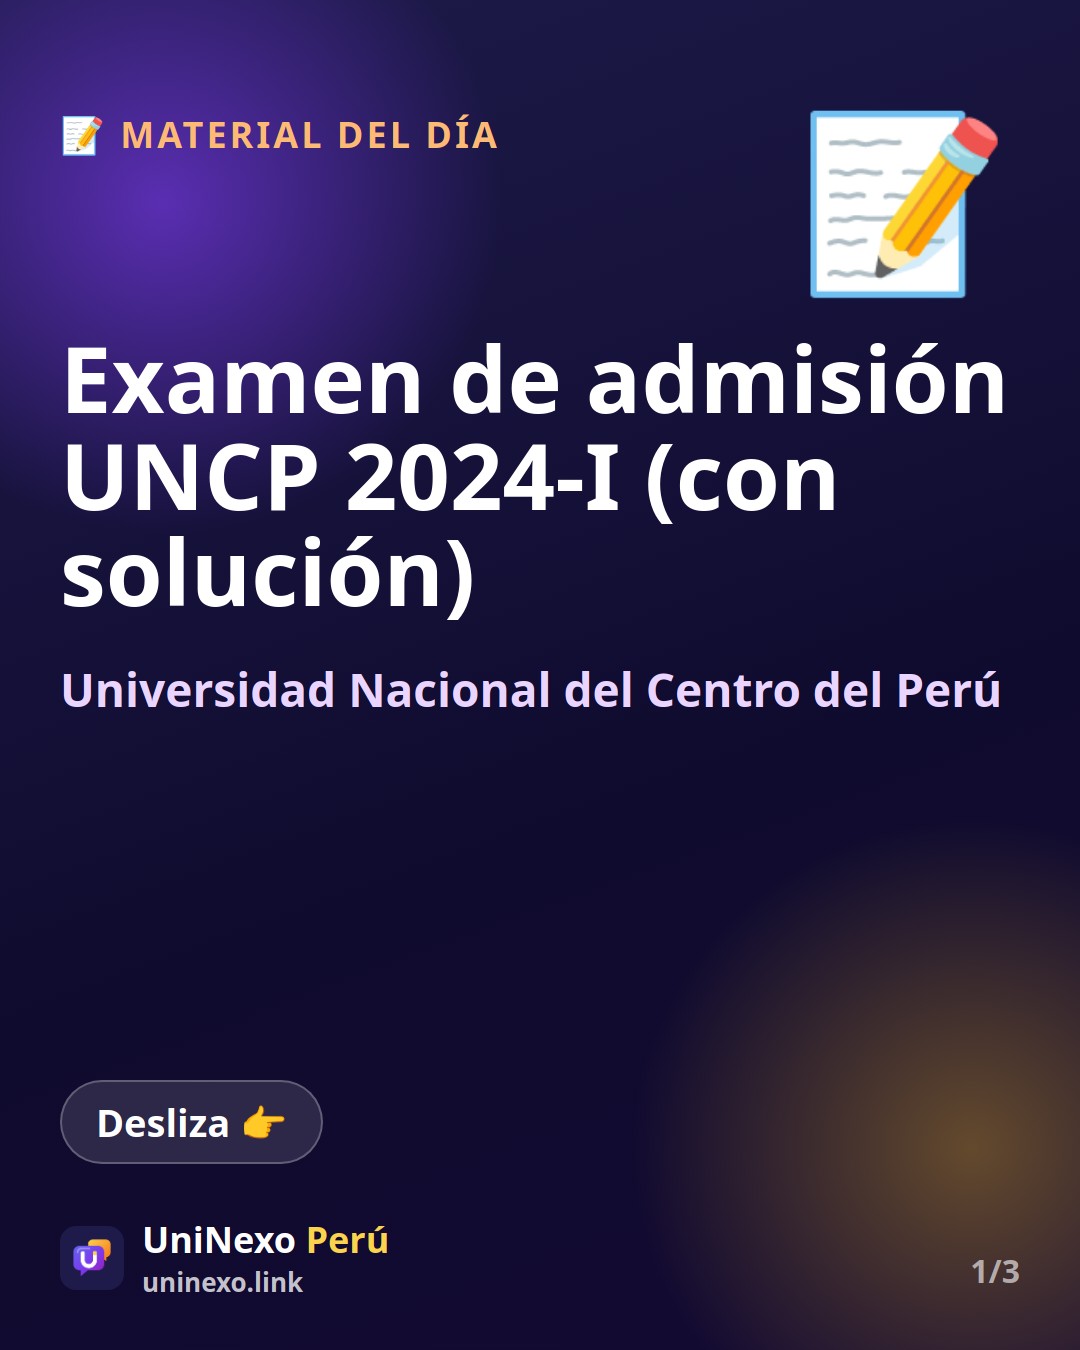 📝 MATERIAL DEL DÍA
Examen de admisión
UNCP 2024-I (con
solución)
Universidad Nacional del Centro del Perú
Desliza 👉
UniNexo Perú
uninexo.link
1/3